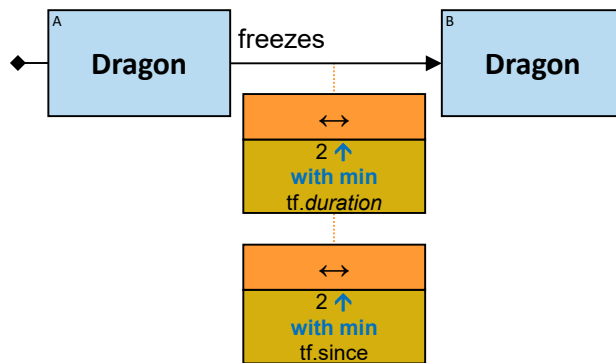 A
Dragon
freezes
B
Dragon
↔
2 ↑
with min
tf.duration
↔
2 ↑
with min
tf.since